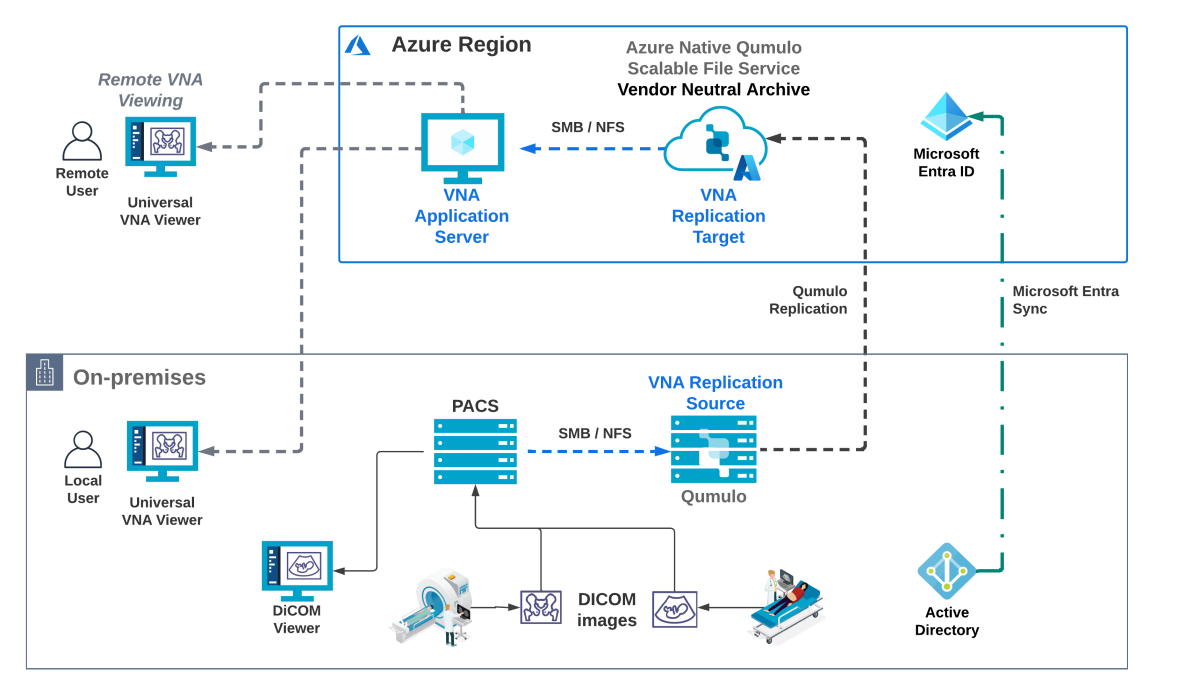 Azure Region
Azure Native Qumulo
Scalable File Service
Vendor Neutral Archive
Remote VNA
Viewing
SMB / NFS
Remote
User
Universal
VNA Viewer
VNA
Application
Server
VNA
Replication
Target
Microsoft
Entra ID
Qumulo
Replication
Microsoft Entra
Sync
On-premises
VNA Replication
Source
PACS
SMB / NFS
Local
User
Universal
VNA Viewer
Qumulo
DiCOM
Viewer
DICOM
images
Active
Directory